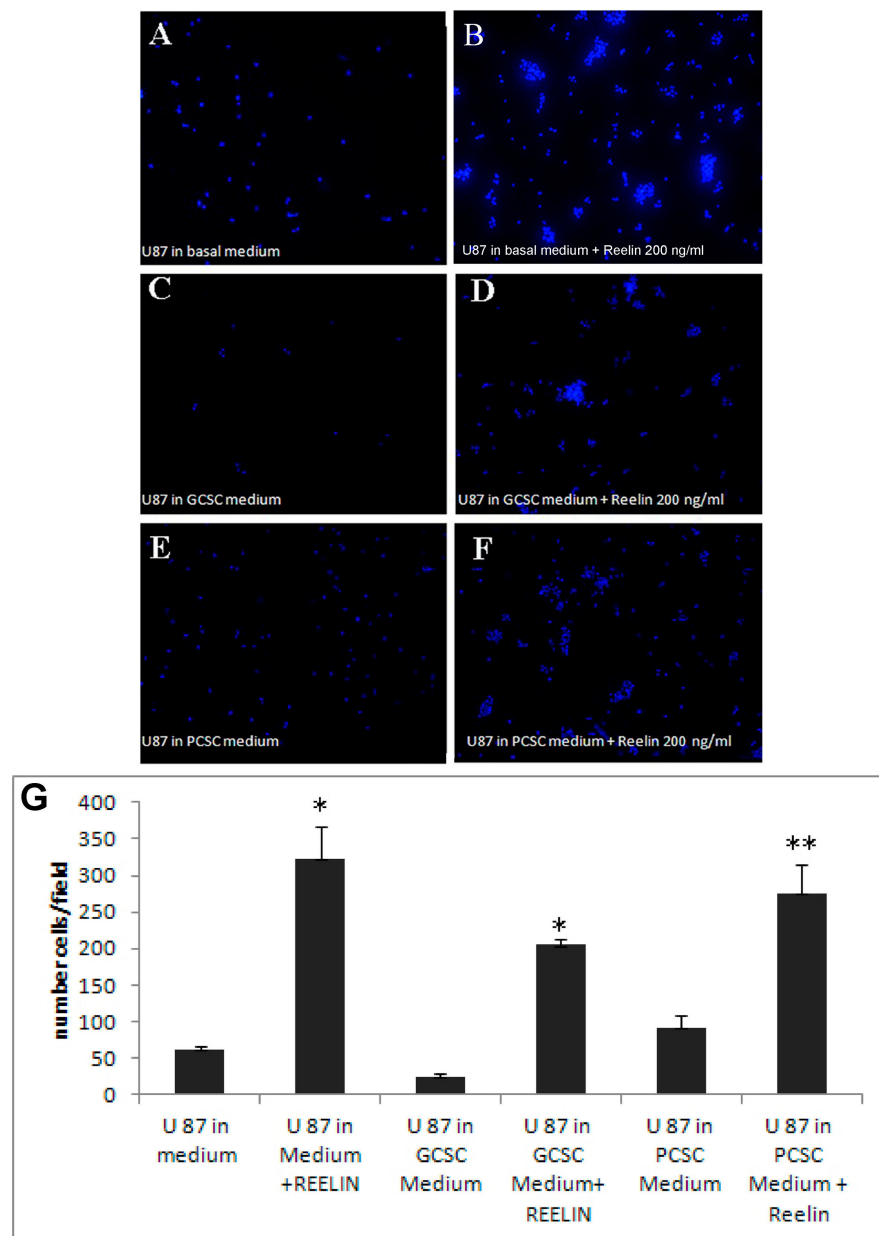 A
B
U87 in basal medium
U87 in basal medium + Reelin 200 ng/ml
C
D
U87 in GCSC medium
U87 in GCSC medium + Reelin 200 ng/ml
E
F
U87 in PCSC medium
U87 in PCSC medium + Reelin 200 ng/ml
G
number cells/field
400
350
300
250
200
150
100
50
0
*
*
**
U 87 in
medium
U 87 in
Medium
+REELIN
U 87 in
GCSC
Medium
U 87 in
GCSC
Medium+
REELIN
U 87 in
PCSC
Medium
U 87 in
PCSC
Medium +
Reelin